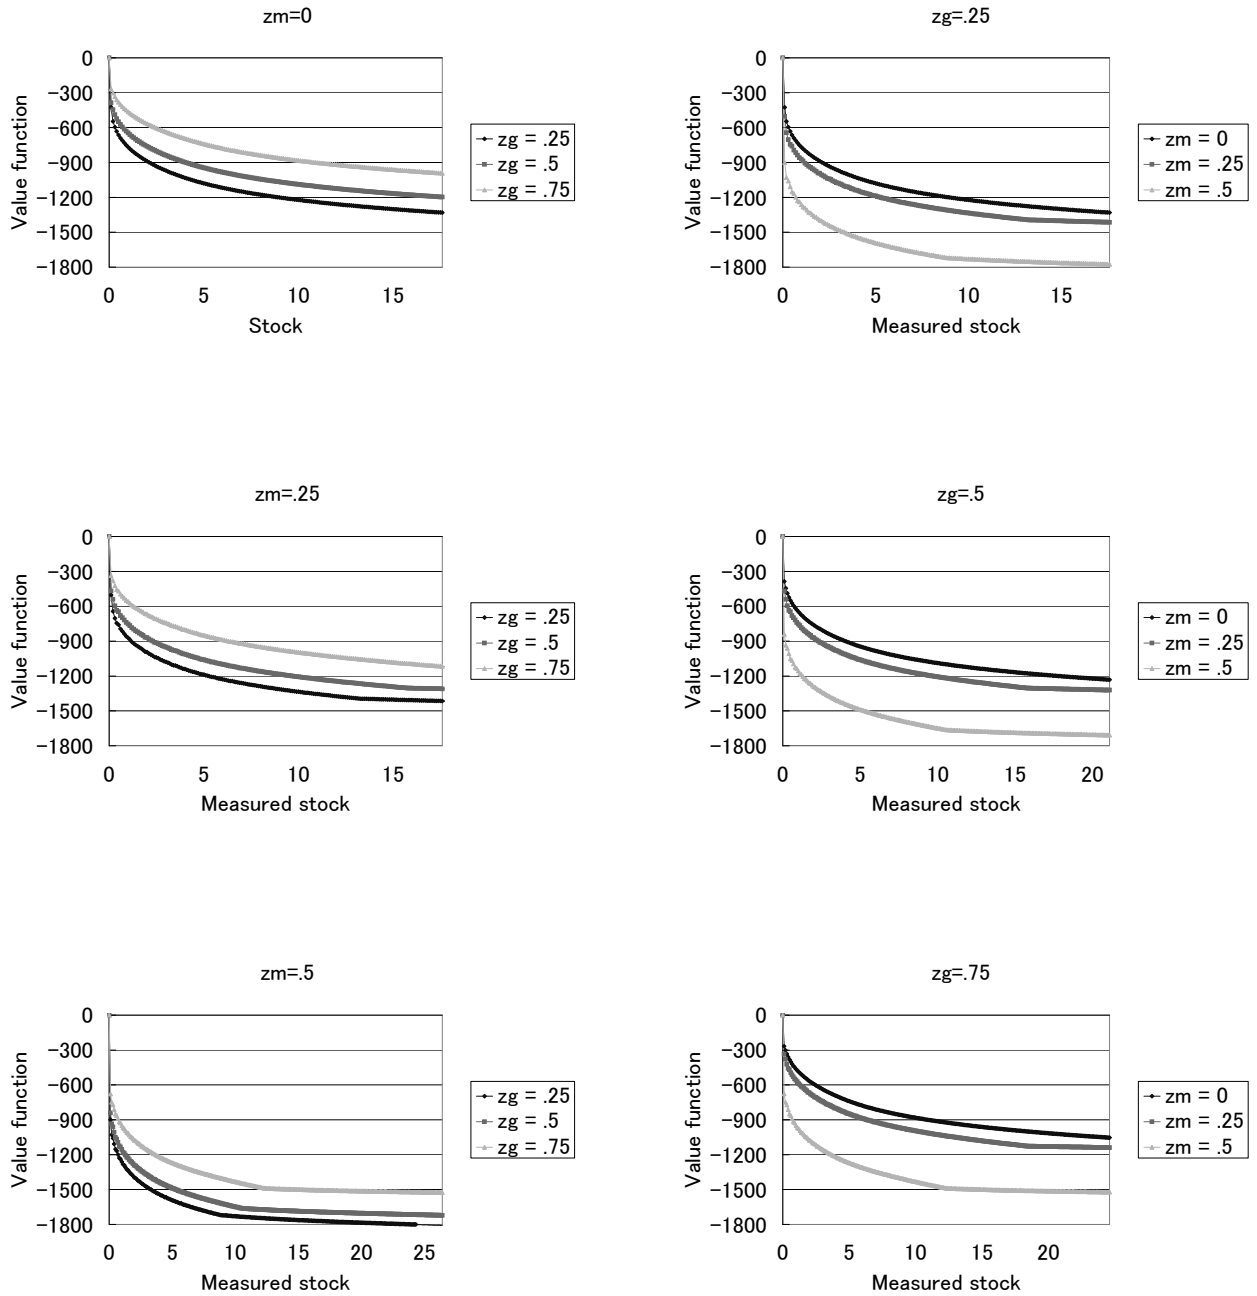 zm=0
0
−300
−600
−900
−1200
−1500
−1800
Value function
0 5 10 15
Stock
zg = .25
zg = .5
zg = .75
zg=.25
0
−300
−600
−900
−1200
−1500
−1800
Value function
0 5 10 15
Measured stock
zm = 0
zm = .25
zm = .5
zm=.25
0
−300
−600
−900
−1200
−1500
−1800
Value function
0 5 10 15
Measured stock
zg = .25
zg = .5
zg = .75
zg=.5
0
−300
−600
−900
−1200
−1500
−1800
Value function
0 5 10 15 20
Measured stock
zm = 0
zm = .25
zm = .5
zm=.5
0
−300
−600
−900
−1200
−1500
−1800
Value function
0 5 10 15 20 25
Measured stock
zg = .25
zg = .5
zg = .75
zg=.75
0
−300
−600
−900
−1200
−1500
−1800
Value function
0 5 10 15 20
Measured stock
zm = 0
zm = .25
zm = .5